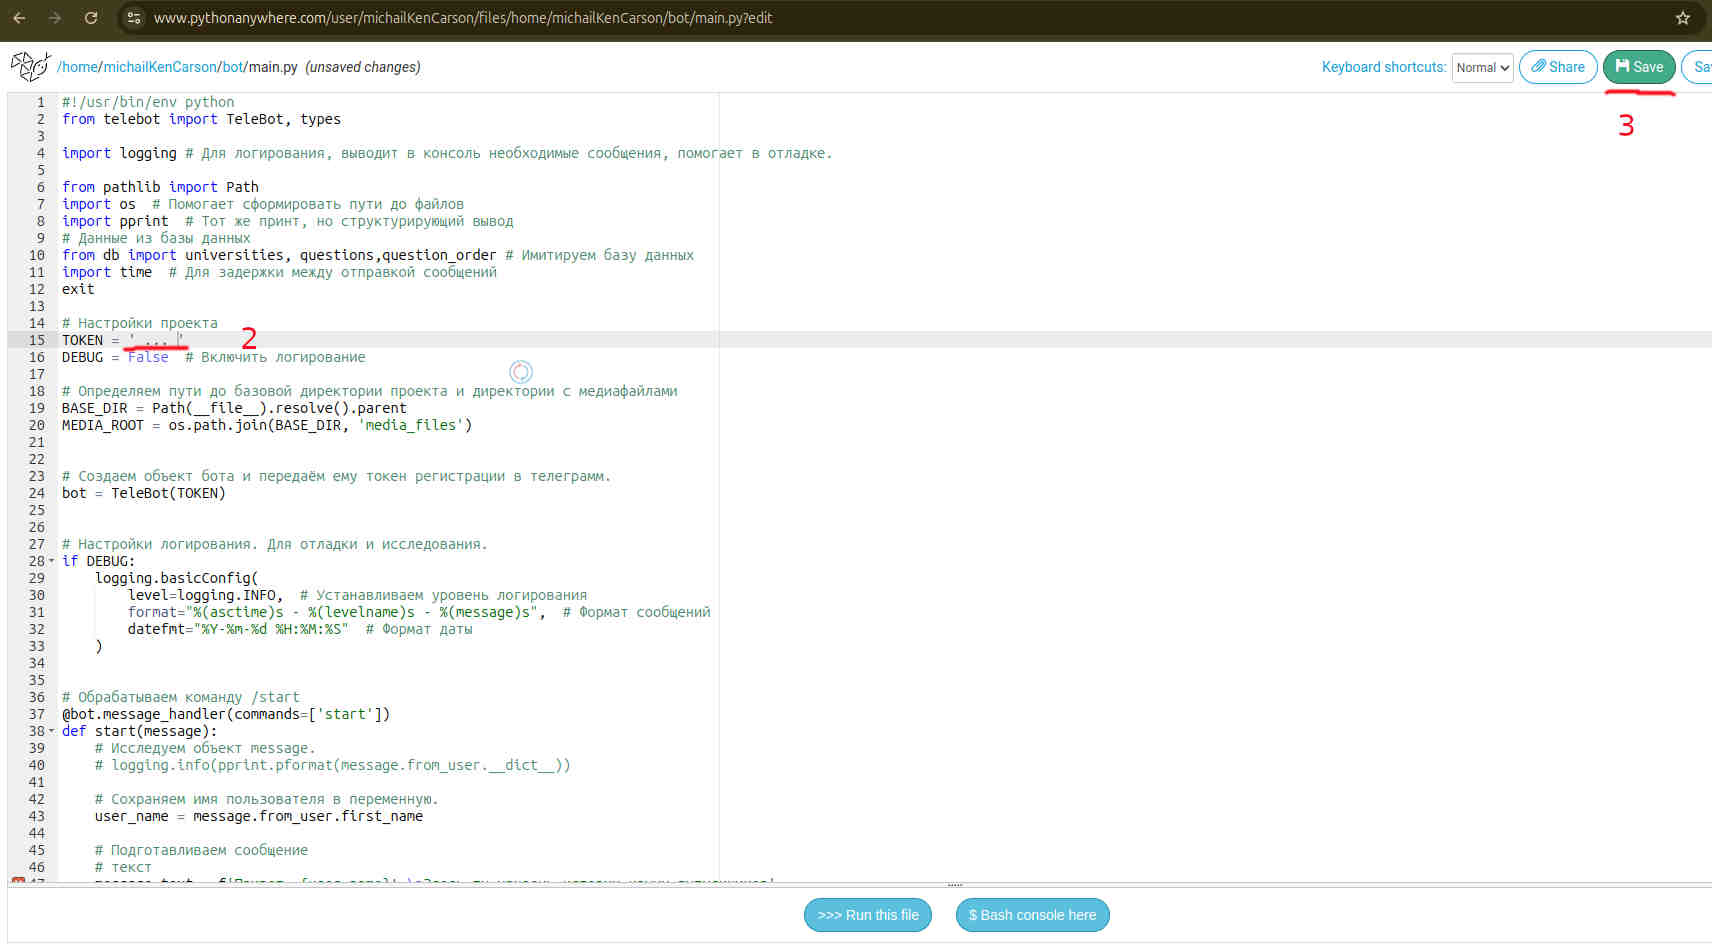 www.pythonanywhere.com/user/michailKenCarson/files/home/michailKenCarson/bot/main.py?edit
/home/michailKenCarson/bot/main.py (unsaved changes)
Keyboard shortcuts: Normal Share Save
3
1 #!/usr/bin/env python
2 from telebot import TeleBot, types
3
4 import logging # Для логирования, выводит в консоль необходимые сообщения, помогает в отладке.
5
6 from pathlib import Path
7 import os  # Помогает сформировать пути до файлов
8 import pprint  # Тот же принт, но структурирующий вывод
9 # Данные из базы данных
10 from db import universities, questions,question_order # Имитируем базу данных
11 import time  # Для задержки между отправкой сообщений
12 exit
13
14 # Настройки проекта
15 TOKEN = ' ... ' 2
16 DEBUG = False  # Включить логирование
17
18 # Определяем пути до базовой директории проекта и директории с медиафайлами
19 BASE_DIR = Path(__file__).resolve().parent
20 MEDIA_ROOT = os.path.join(BASE_DIR, 'media_files')
21
22
23 # Создаем объект бота и передаём ему токен регистрации в телеграмм.
24 bot = TeleBot(TOKEN)
25
26
27 # Настройки логирования. Для отладки и исследования.
28 if DEBUG:
29     logging.basicConfig(
30         level=logging.INFO,  # Устанавливаем уровень логирования
31         format="%(asctime)s - %(levelname)s - %(message)s",  # Формат сообщений
32         datefmt="%Y-%m-%d %H:%M:%S"  # Формат даты
33     )
34
35
36 # Обрабатываем команду /start
37 @bot.message_handler(commands=['start'])
38 def start(message):
39     # Исследуем объект message.
40     # logging.info(pprint.pformat(message.from_user.__dict__))
41
42     # Сохраняем имя пользователя в переменную.
43     user_name = message.from_user.first_name
44
45     # Подготавливаем сообщение
46     # текст
>>> Run this file
$ Bash console here